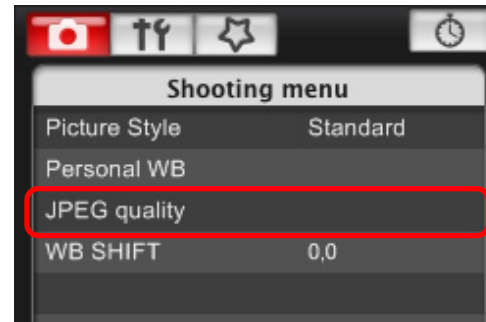 Shooting menu
Picture Style Standard
Personal WB
JPEG quality
WB SHIFT 0,0